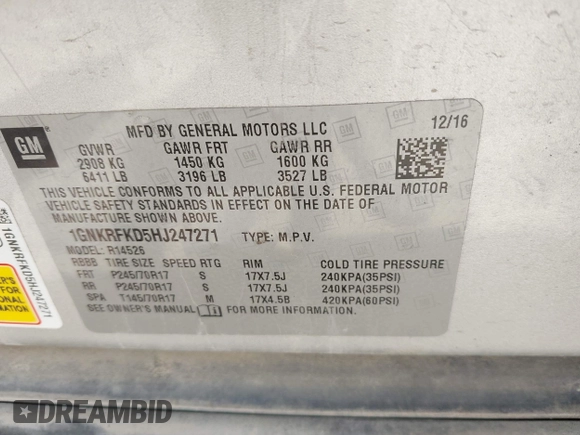 GM
MFD BY GENERAL MOTORS LLC 12/16
GVWR GAWR FRT GAWR RR
2908 KG 1450 KG 1600 KG
6411 LB 3196 LB 3527 LB
THIS VEHICLE CONFORMS TO ALL APPLICABLE U.S. FEDERAL MOTOR
VEHICLE SAFETY STANDARDS IN EFFECT ON THE DATE OF
MANUFACTURE SHOWN ABOVE.
1GNKRFKD5HJ247271 TYPE: M.P.V.
MODEL: R14526
RBBB TIRE SIZE SPEED RTG RIM COLD TIRE PRESSURE
FRT P245/70R17 S 17X7.5J 240KPA(35PSI)
RR P245/70R17 S 17X7.5J 240KPA(35PSI)
SPA T145/70R17 M 17X4.5B 420KPA(60PSI)
SEE OWNER'S MANUAL FOR MORE INFORMATION
1GNKRFKD5HJ247271
DREAMBID